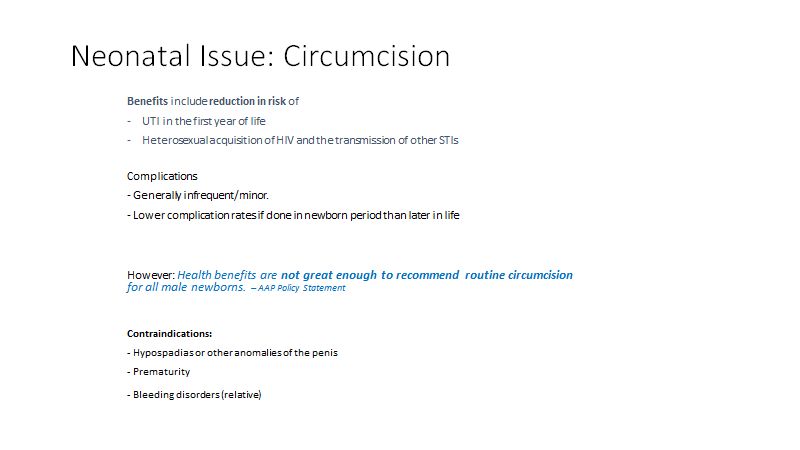 Neonatal Issue: Circumcision
Benefits include reduction in risk of
- UTI in the first year of life
- Heterosexual acquisition of HIV and the transmission of other STIs
Complications
- Generally infrequent/minor.
- Lower complication rates if done in newborn period than later in life
However: Health benefits are not great enough to recommend routine circumcision
for all male newborns. – AAP Policy Statement
Contraindications:
- Hypospadias or other anomalies of the penis
- Prematurity
- Bleeding disorders (relative)